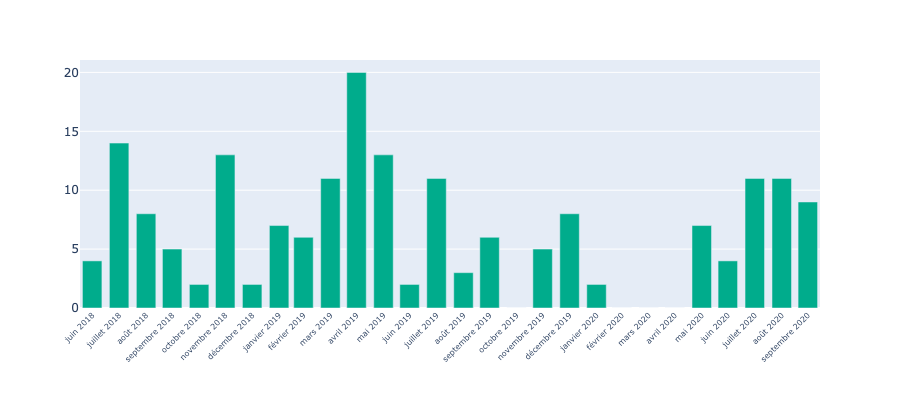 20
15
10
5
0
juin 2018
juillet 2018
août 2018
septembre 2018
octobre 2018
novembre 2018
décembre 2018
janvier 2019
février 2019
mars 2019
avril 2019
mai 2019
juin 2019
juillet 2019
août 2019
septembre 2019
octobre 2019
novembre 2019
décembre 2019
janvier 2020
février 2020
mars 2020
avril 2020
mai 2020
juin 2020
juillet 2020
août 2020
septembre 2020